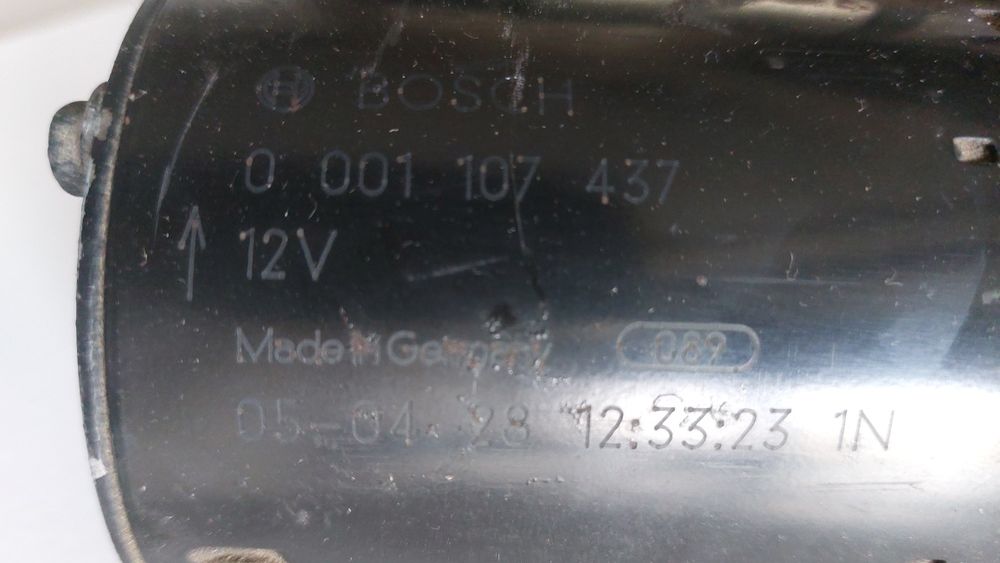 BOSCH
0 001 107 437
12V
Made in Germany 089
05-04-28 12:33:23 1N